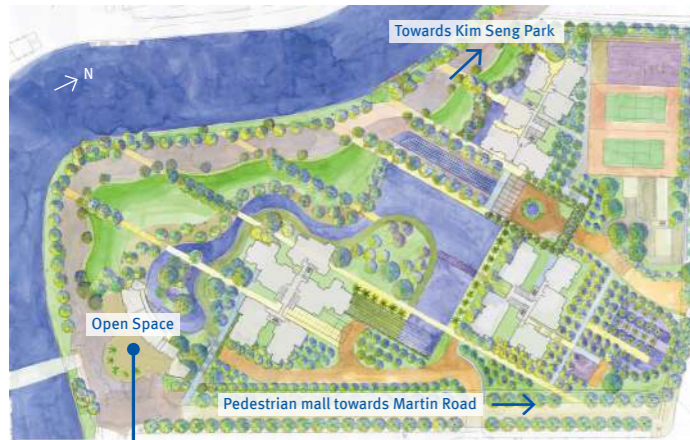 Towards Kim Seng Park
N
Open Space
Pedestrian mall towards Martin Road